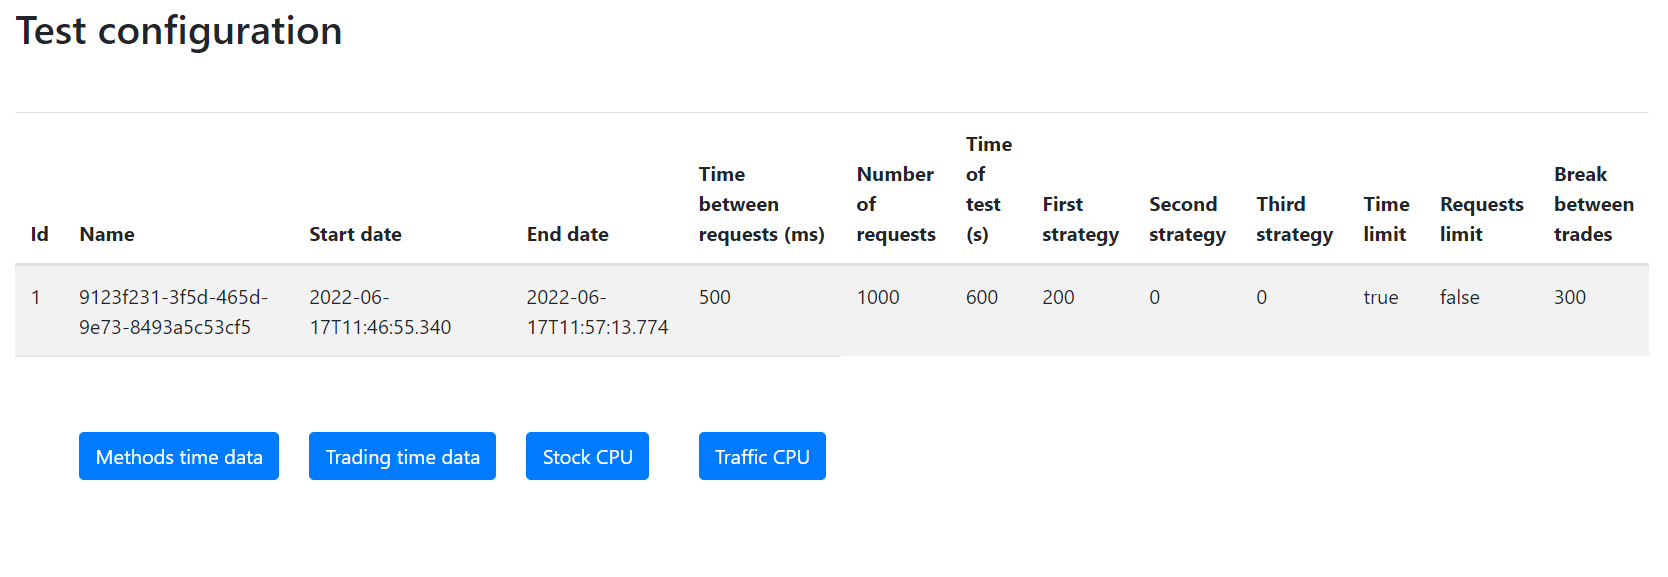 Test configuration
Id
Name
Start date
End date
Time
between
requests (ms)
Number
of
requests
Time
of
test
(s)
First
strategy
Second
strategy
Third
strategy
Time
limit
Requests
limit
Break
between
trades
1
9123f231-3f5d-465d-
9e73-8493a5c53cf5
2022-06-
17T11:46:55.340
2022-06-
17T11:57:13.774
500
1000
600
200
0
0
true
false
300
Methods time data
Trading time data
Stock CPU
Traffic CPU